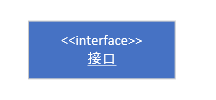 <<interface>>
接口